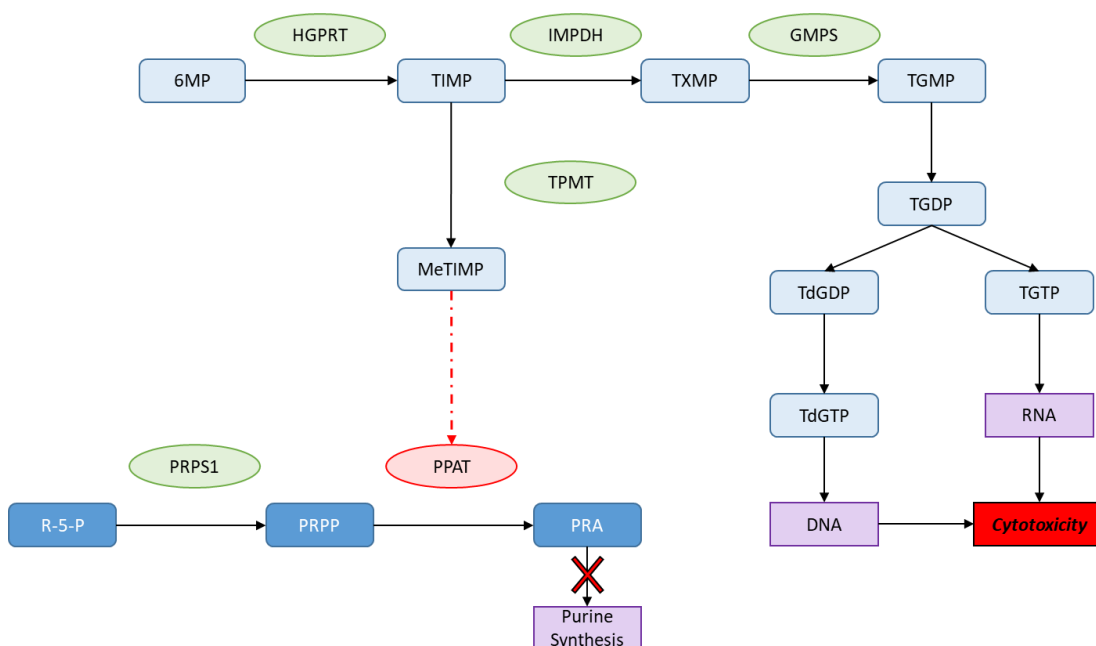 HGPRT
IMPDH
GMPS
6MP
TIMP
TXMP
TGMP
TPMT
TGDP
MeTIMP
TdGDP
TGTP
TdGTP
RNA
PRPS1
PPAT
R-5-P
PRPP
PRA
DNA
Cytotoxicity
Purine
Synthesis